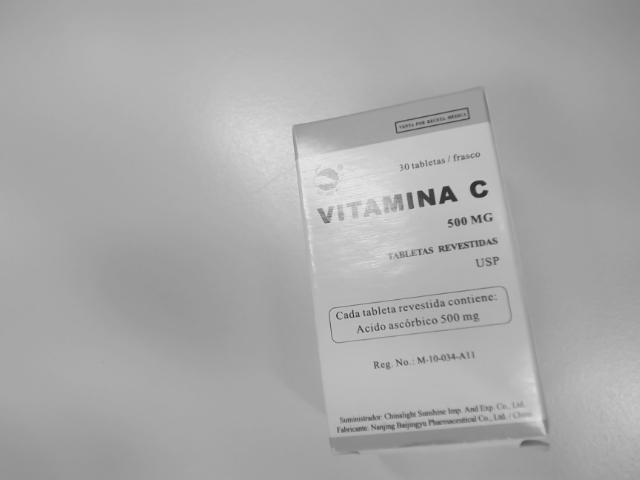 VENTA POR RECETA MÉDICA
30 tabletas / frasco
VITAMINA C
500 MG
TABLETAS REVESTIDAS
USP
Cada tableta revestida contiene:
Acido ascórbico 500 mg
Reg. No.: M-10-034-A11
Suministrador: Chinalight Sunshine Imp. And Exp. Co., Ltd.
Fabricante: Nanjing Baijingyu Pharmaceutical Co., Ltd. / China